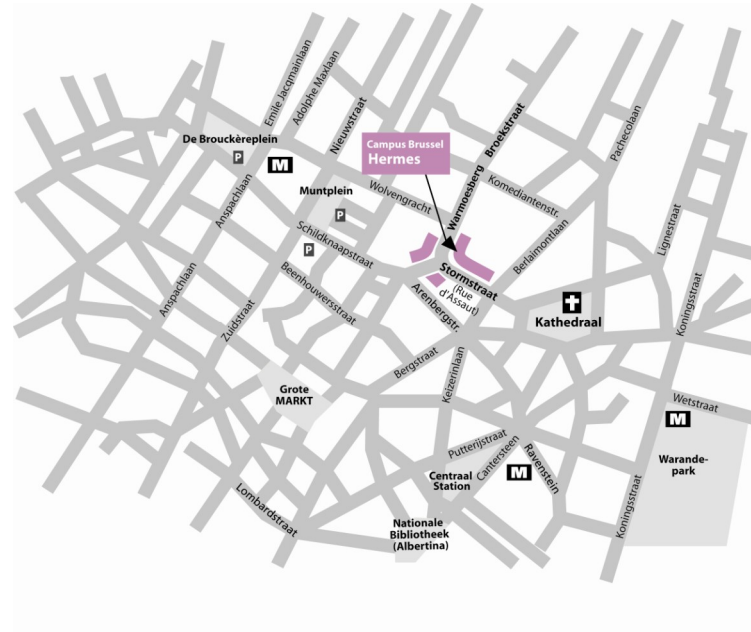 Emile Jacqmainlaan
Adolphe Maxlaan
Nieuwstraat
Pachecolaan
De Brouckèreplein
P
M
Campus Brussel
Hermes
Broekstraat
Warmoesberg
Komediantenstr.
Muntplein
P
Wolvengracht
Anspachlaan
Schildknaapstraat
P
Berlaimontlaan
Lignestraat
Stormstraat
(Rue
d'Assaut)
Arenbergstr.
Beenhouwersstraat
Anspachlaan
Zuidstraat
Kathedraal
Koningsstraat
Bergstraat
Keizerinlaan
Grote
MARKT
Wetstraat
M
Putterijstraat
Cantersteen
Ravenstein
M
Centraal
Station
Warande-
park
Lombardstraat
Koningsstraat
Nationale
Bibliotheek
(Albertina)